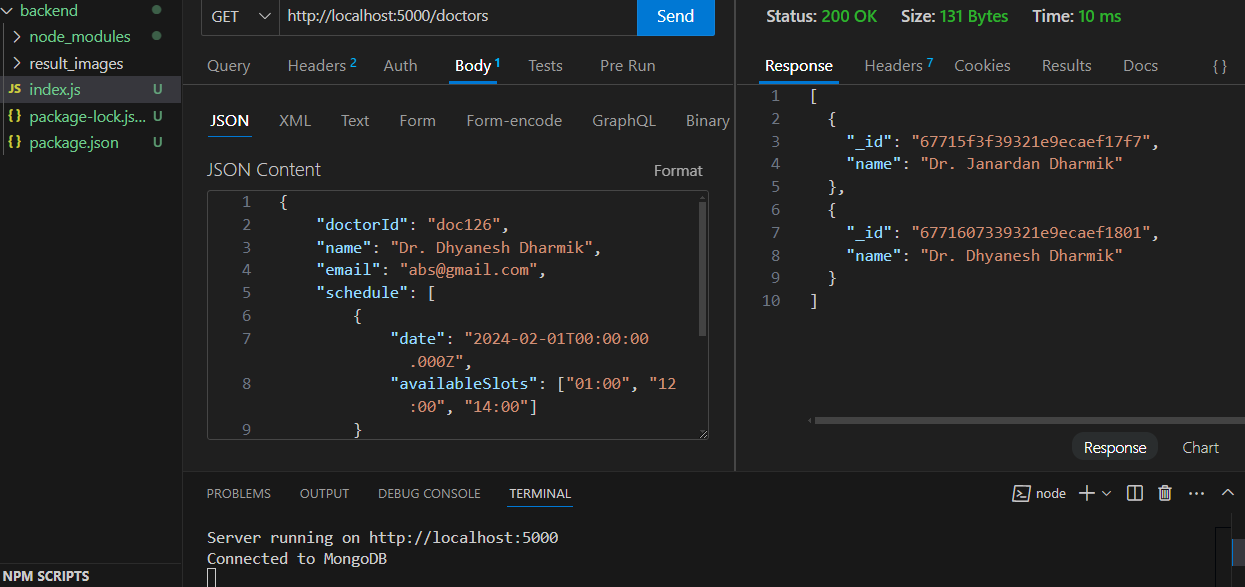 backend
node_modules
result_images
JS index.js U
{} package-lock.js... U
{} package.json U
NPM SCRIPTS
GET http://localhost:5000/doctors Send
Query Headers 2 Auth Body 1 Tests Pre Run
JSON XML Text Form Form-encode GraphQL Binary
JSON Content Format
1 {
2 "doctorId": "doc126",
3 "name": "Dr. Dhyanesh Dharmik",
4 "email": "abs@gmail.com",
5 "schedule": [
6 {
7 "date": "2024-02-01T00:00:00
.000Z",
8 "availableSlots": ["01:00", "12
:00", "14:00"]
9 }
Status: 200 OK Size: 131 Bytes Time: 10 ms
Response Headers 7 Cookies Results Docs {}
1 [
2 {
3 "_id": "67715f3f39321e9ecaef17f7",
4 "name": "Dr. Janardan Dharmik"
5 },
6 {
7 "_id": "6771607339321e9ecaef1801",
8 "name": "Dr. Dhyanesh Dharmik"
9 }
10 ]
Response Chart
PROBLEMS OUTPUT DEBUG CONSOLE TERMINAL node
Server running on http://localhost:5000
Connected to MongoDB